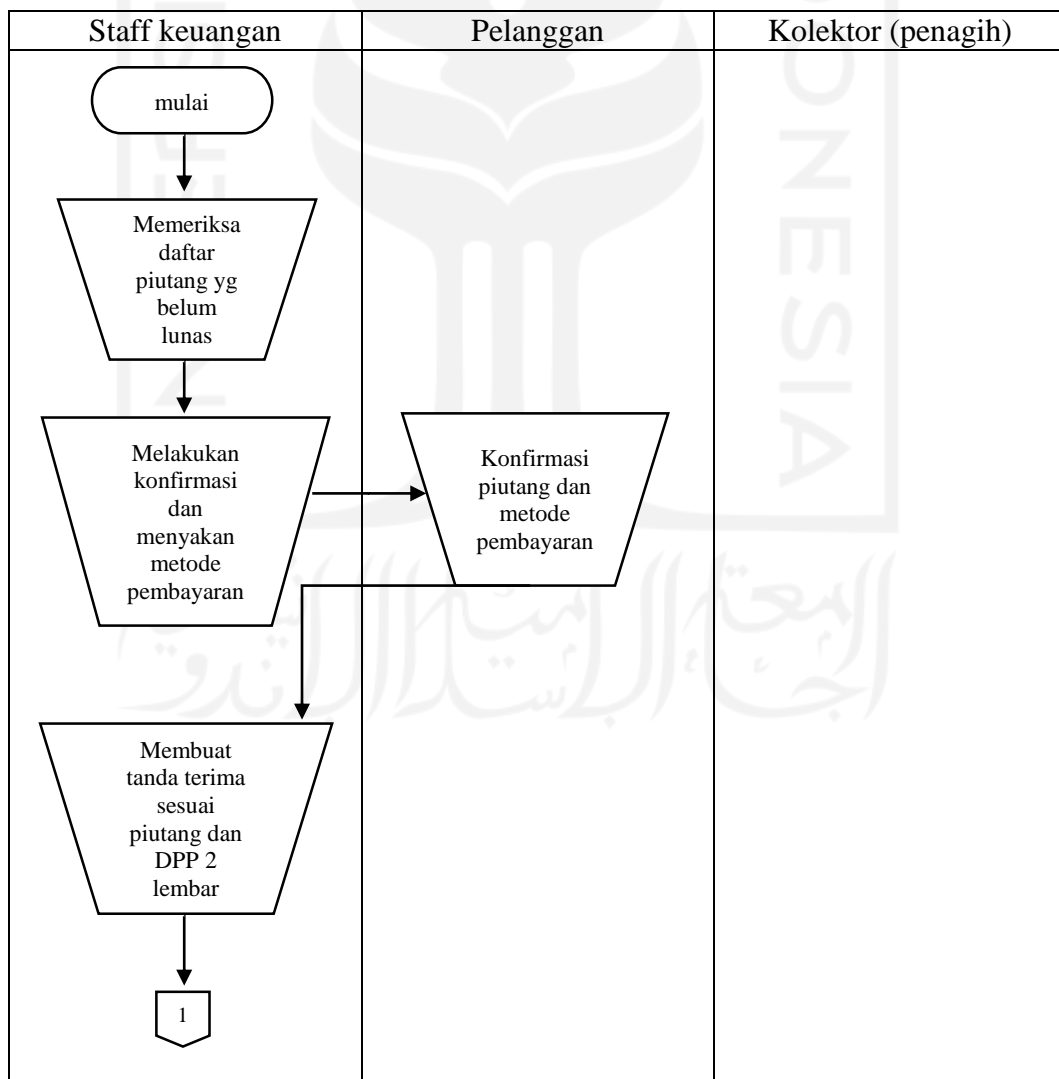 Staff keuangan
Pelanggan
Kolektor (penagih)
mulai
Memeriksa
daftar
piutang yg
belum
lunas
Melakukan
konfirmasi
dan
menyakan
metode
pembayaran
Konfirmasi
piutang dan
metode
pembayaran
Membuat
tanda terima
sesuai
piutang dan
DPP 2
lembar
1